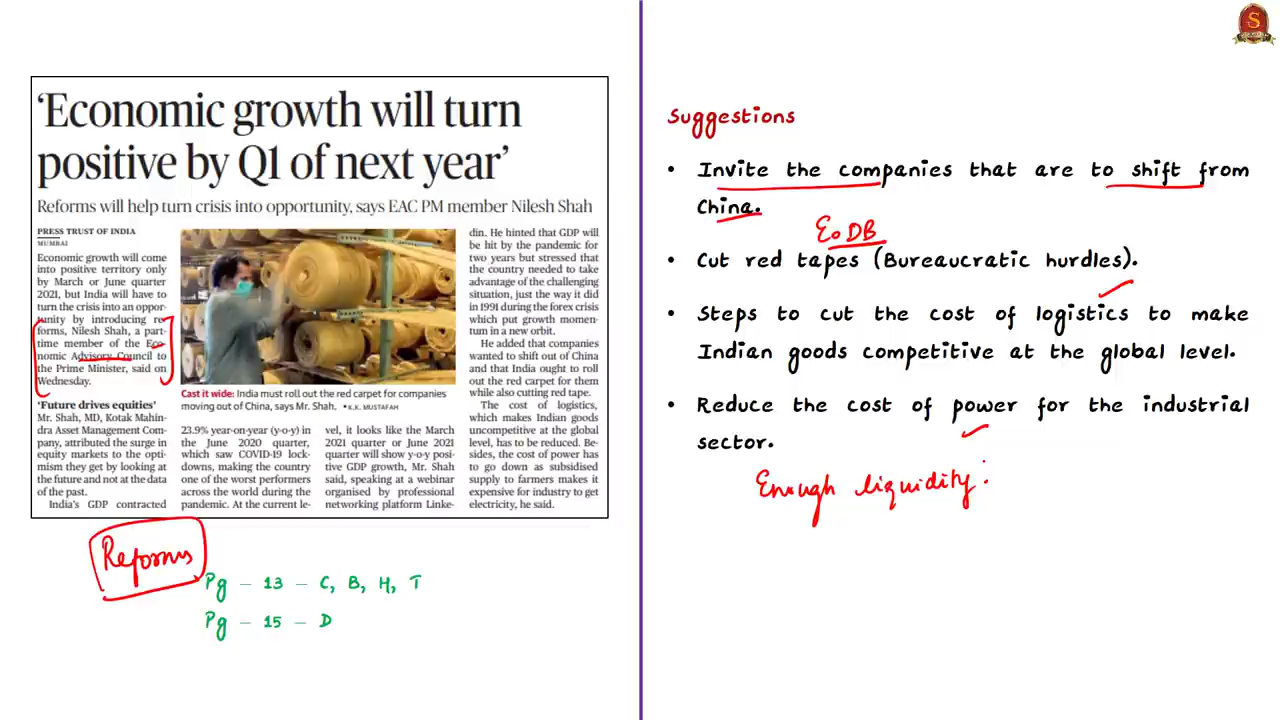 'Economic growth will turn
positive by Q1 of next year'
Reforms will help turn crisis into opportunity, says EAC PM member Nilesh Shah
PRESS TRUST OF INDIA
MUMBAI
Economic growth will come
into positive territory only
by March or June quarter
2021, but India will have to
turn the crisis into an oppor-
tunity by introducing re-
forms, Nilesh Shah, a part-
time member of the Eco-
nomic Advisory Council to
the Prime Minister, said on
Wednesday.
'Future drives equities'
Mr. Shah, MD, Kotak Mahin-
dra Asset Management Com-
pany, attributed the surge in
equity markets to the opti-
mism they get by looking at
the future and not at the data
of the past.
India's GDP contracted
Cast it wide: India must roll out the red carpet for companies
moving out of China, says Mr. Shah. • K.K. MUSTAFAH
23.9% year-on-year (y-o-y) in
the June 2020 quarter,
which saw COVID-19 lock-
downs, making the country
one of the worst performers
across the world during the
pandemic. At the current le-
vel, it looks like the March
2021 quarter or June 2021
quarter will show y-o-y posi-
tive GDP growth, Mr. Shah
said, speaking at a webinar
organised by professional
networking platform Linke-
din. He hinted that GDP will
be hit by the pandemic for
two years but stressed that
the country needed to take
advantage of the challenging
situation, just the way it did
in 1991 during the forex crisis
which put growth momen-
tum in a new orbit.
He added that companies
wanted to shift out of China
and that India ought to roll
out the red carpet for them
while also cutting red tape.
The cost of logistics,
which makes Indian goods
uncompetitive at the global
level, has to be reduced. Be-
sides, the cost of power has
to go down as subsidised
supply to farmers makes it
expensive for industry to get
electricity, he said.
Reforms
Pg - 13 - C, B, H, T
Pg - 15 - D
S
Suggestions
• Invite the companies that are to shift from
China.
EoDB
• Cut red tapes (Bureaucratic hurdles).
• Steps to cut the cost of logistics to make
Indian goods competitive at the global level.
• Reduce the cost of power for the industrial
sector.
Enough liquidity.